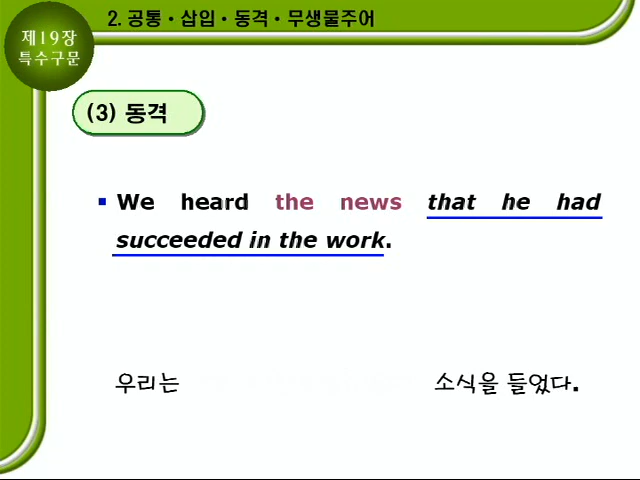 2. 공통·삽입·동격·무생물주어
제19장
특수구문
(3) 동격
We heard the news that he had
succeeded in the work.
우리는 소식을 들었다.